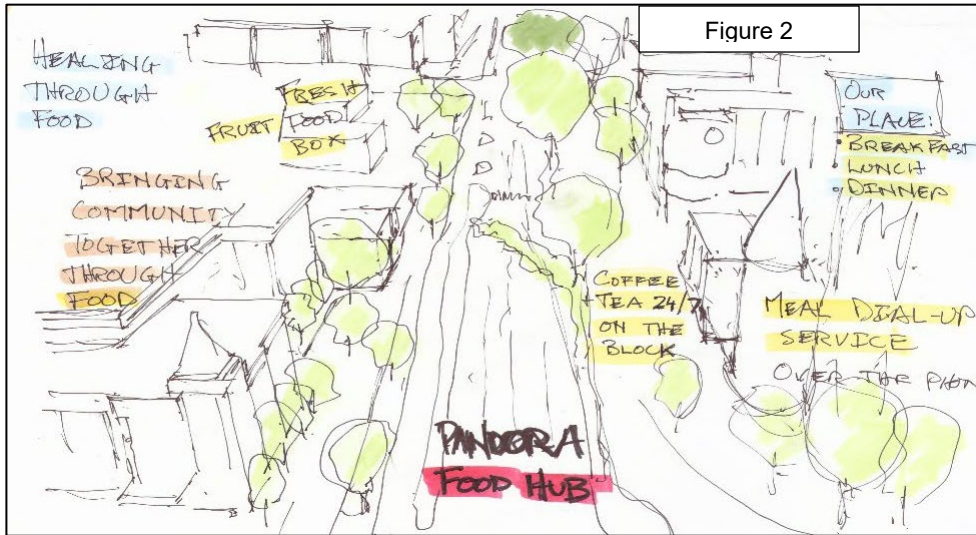 Figure 2
HEALING
THROUGH
FOOD
FRESH
FRUIT FOOD
BOX
OUR
PLACE:
BREAKFAST
LUNCH
DINNER
BRINGING
COMMUNITY
TOGETHER
THROUGH
FOOD
COFFEE
TEA 24/7
ON THE
BLOCK
MEAL DIAL-UP
SERVICE
OVER THE PHON
PANDORA
FOOD HUB